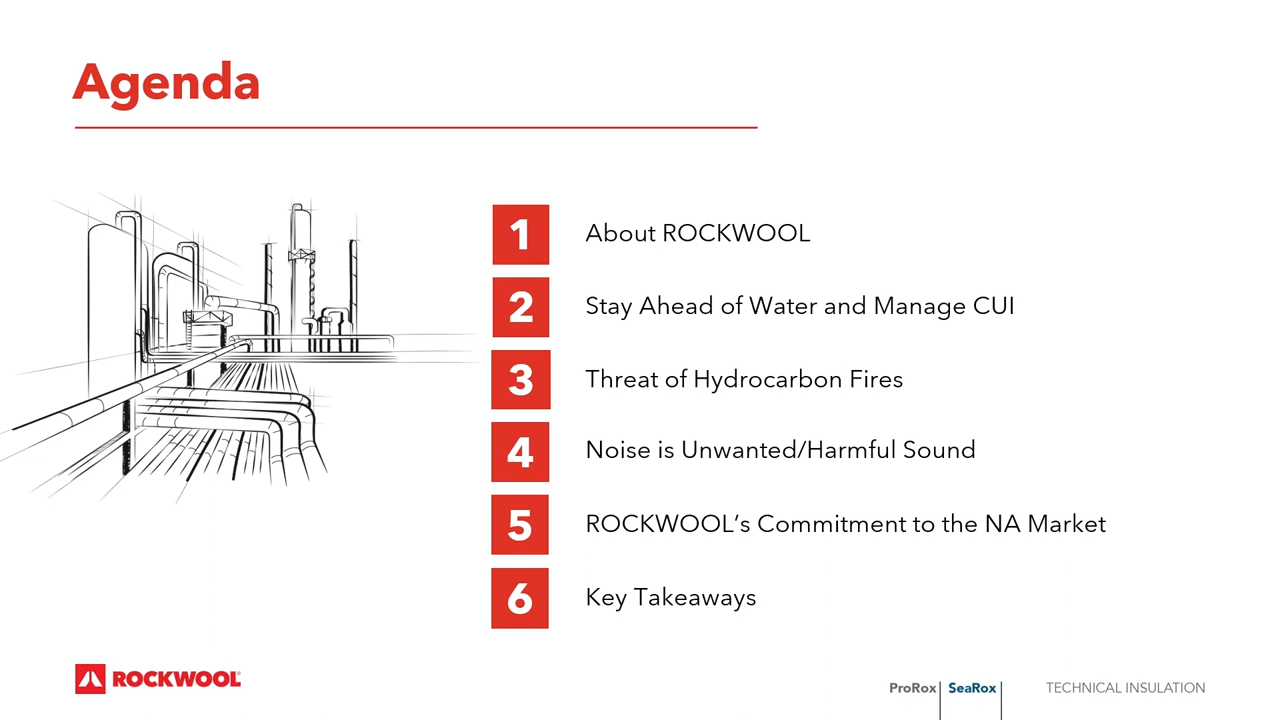 Agenda
1 About ROCKWOOL
2 Stay Ahead of Water and Manage CUI
3 Threat of Hydrocarbon Fires
4 Noise is Unwanted/Harmful Sound
5 ROCKWOOL’s Commitment to the NA Market
6 Key Takeaways
ROCKWOOL®
ProRox SeaRox TECHNICAL INSULATION